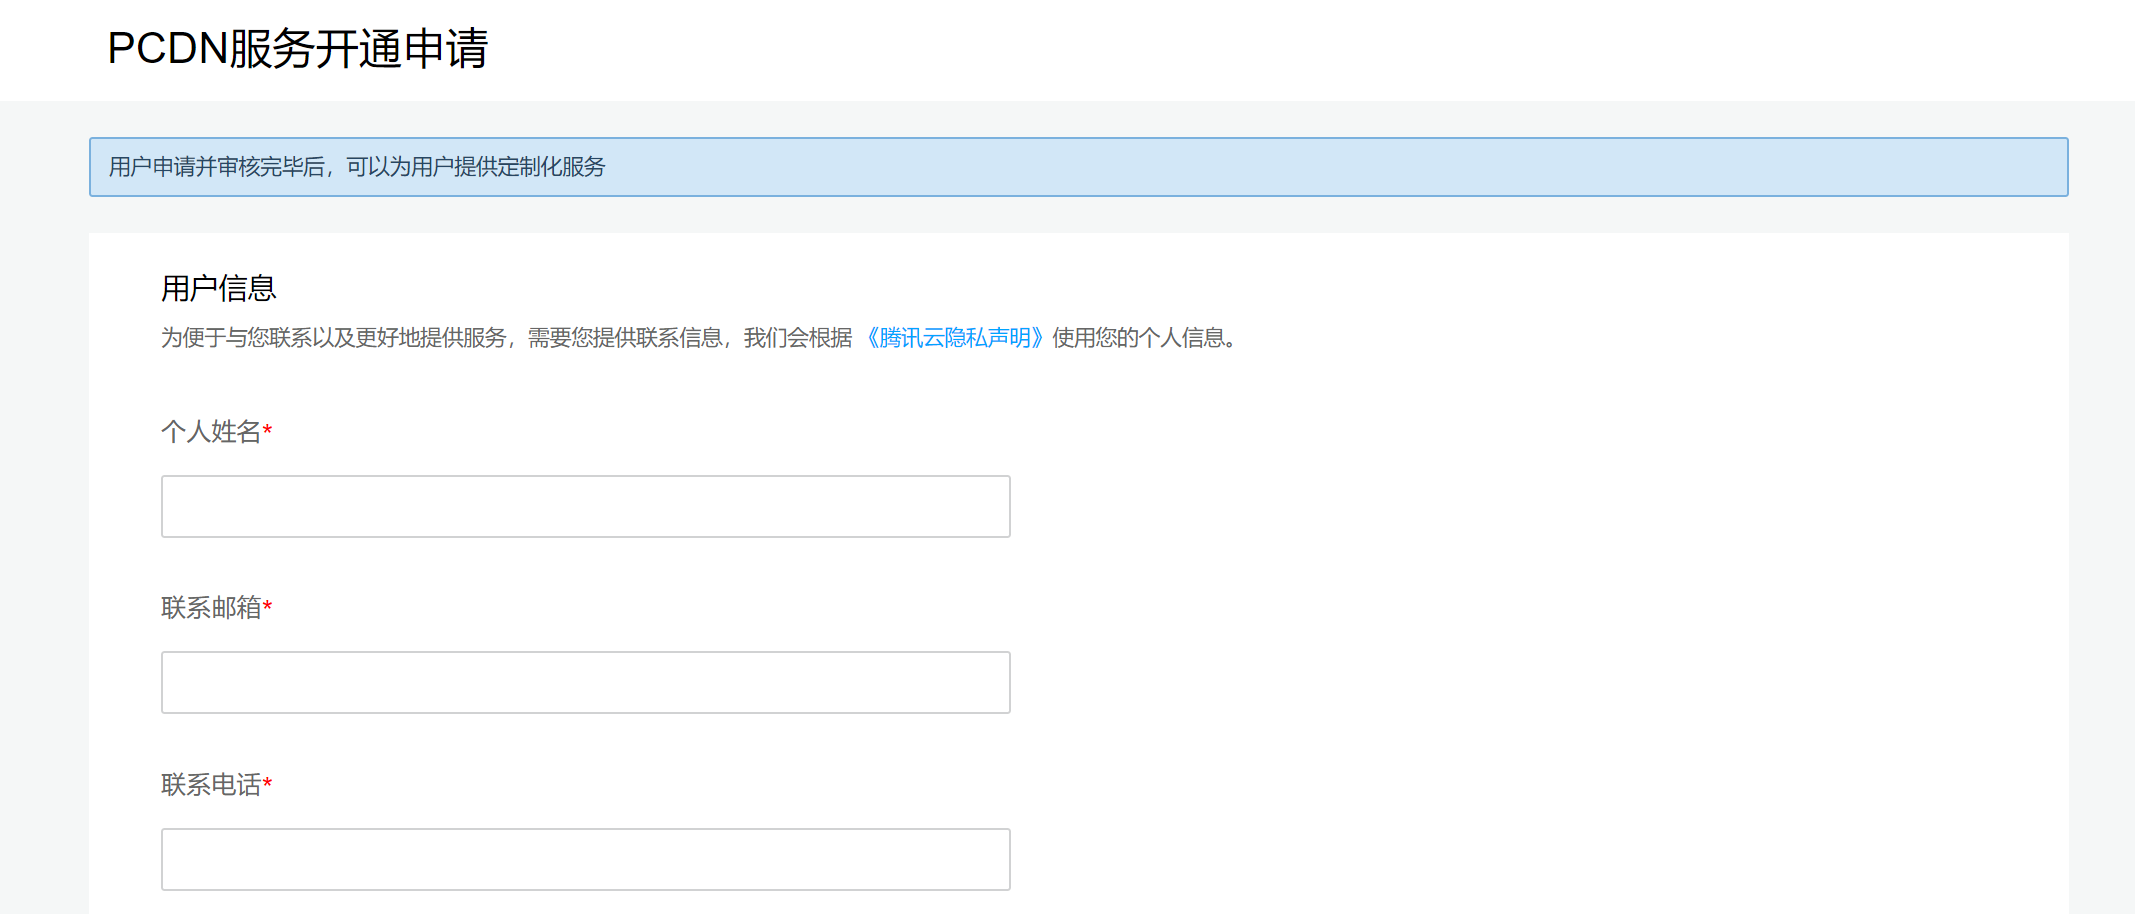 PCDN服务开通申请
用户申请并审核完毕后，可以为用户提供定制化服务
用户信息
为便于与您联系以及更好地提供服务，需要您提供联系信息，我们会根据 《腾讯云隐私声明》使用您的个人信息。
个人姓名*
联系邮箱*
联系电话*